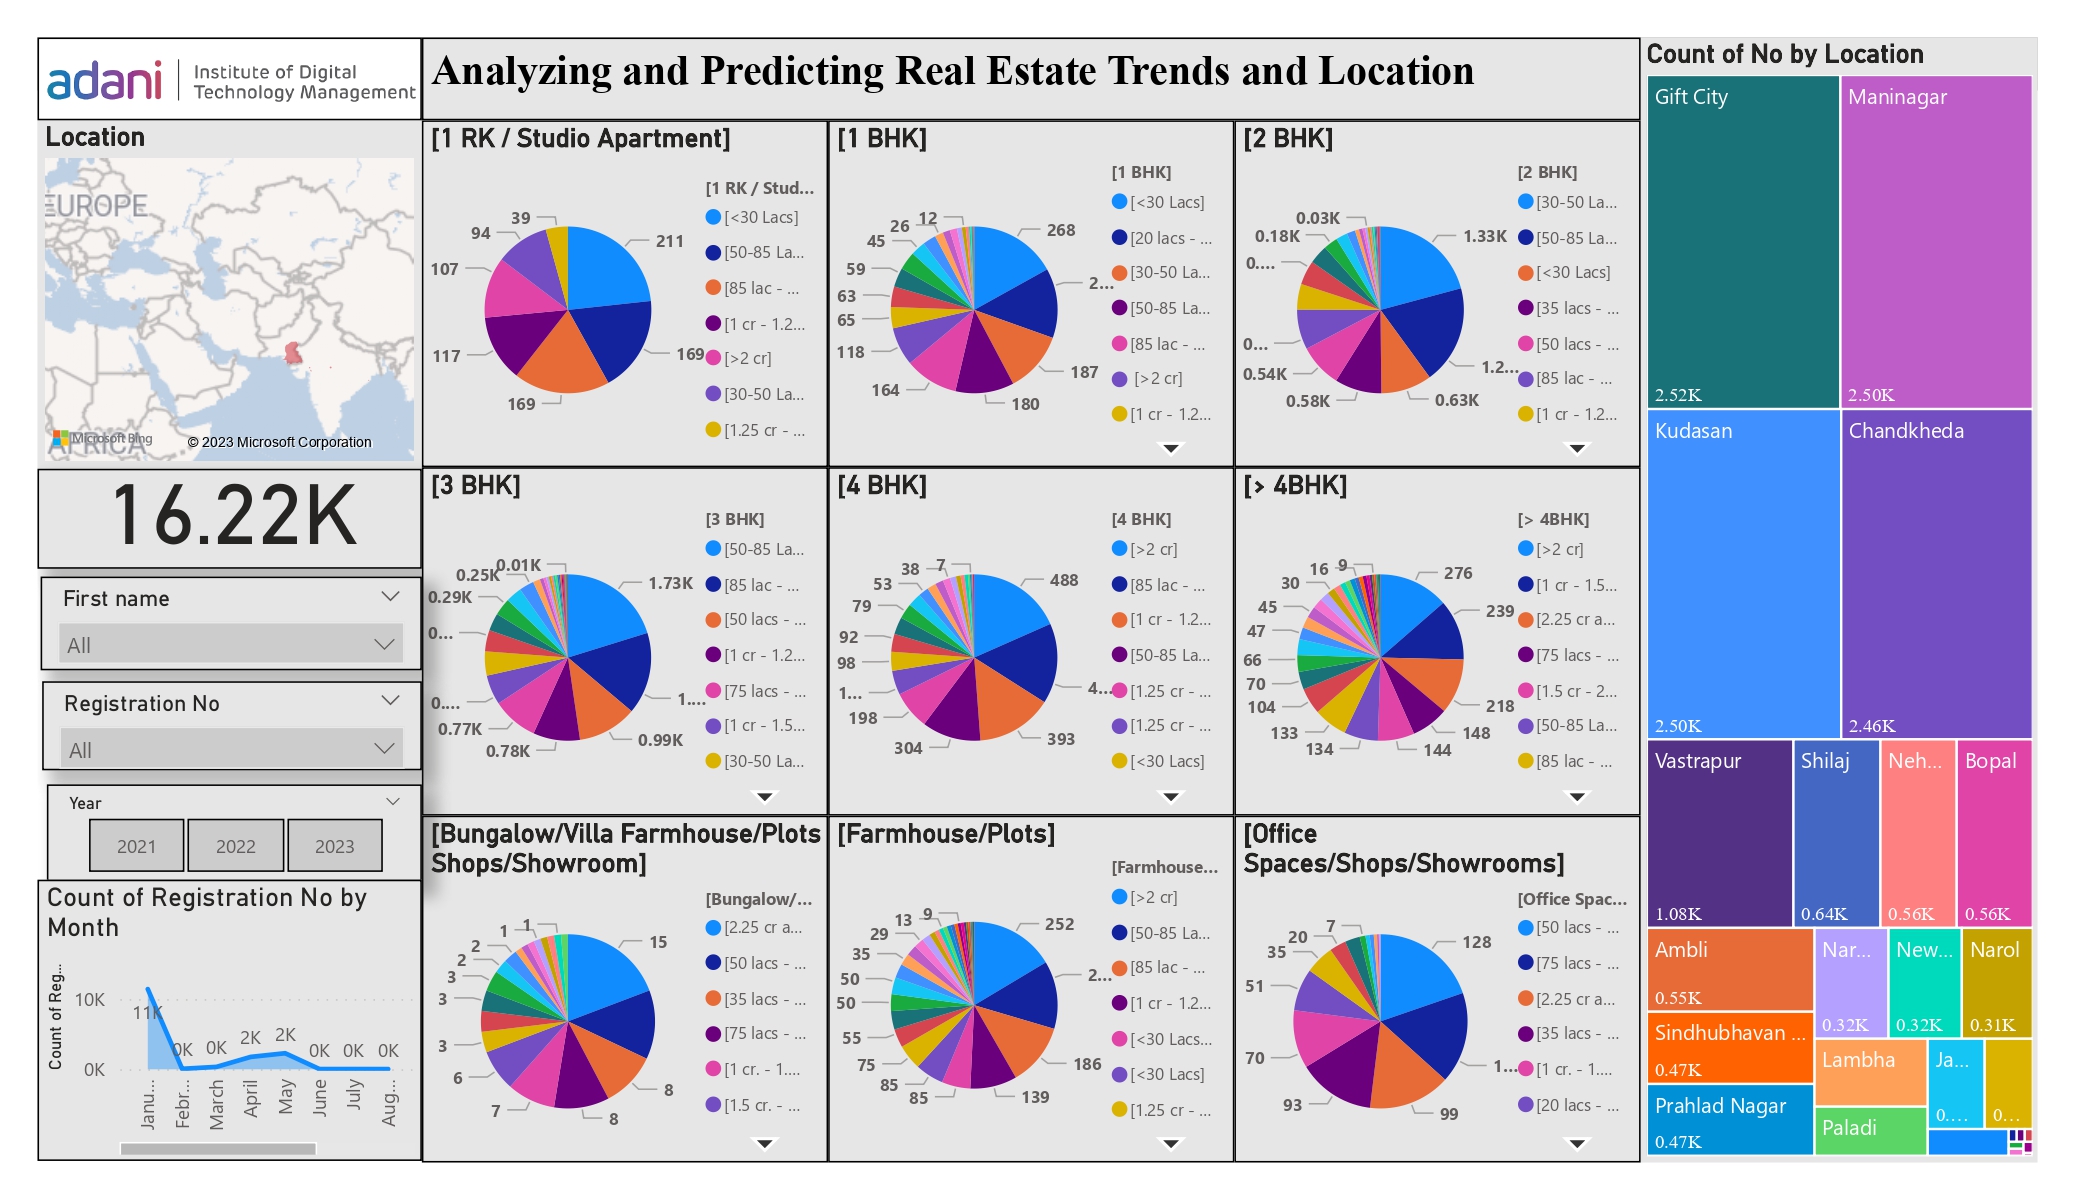 adani
Institute of Digital
Technology Management
Analyzing and Predicting Real Estate Trends and Location
Location
EUROPE
AFRICA
Microsoft Bing
© 2023 Microsoft Corporation
16.22K
First name
All
Registration No
All
Year
2021 2022 2023
Count of Registration No by
Month
Count of Reg...
10K
0K
11K 0K 0K 2K 2K 0K 0K 0K
Janu... Febr... March April May June July Aug...
[1 RK / Studio Apartment]
39
94
107
117
169
169
211
[1 RK / Stud...
[<30 Lacs]
[50-85 La...
[85 lac - ...
[1 cr - 1.2...
[>2 cr]
[30-50 La...
[1.25 cr - ...
[1 BHK]
12
26
45
59
63
65
118
164
180
187
2...
268
[1 BHK]
[<30 Lacs]
[20 lacs - ...
[30-50 La...
[50-85 La...
[85 lac - ...
[>2 cr]
[1 cr - 1.2...
[2 BHK]
0.03K
0.18K
0....
0...
0.54K
0.58K
0.63K
1.2...
1.33K
[2 BHK]
[30-50 La...
[50-85 La...
[<30 Lacs]
[35 lacs - ...
[50 lacs - ...
[85 lac - ...
[1 cr - 1.2...
[3 BHK]
0.01K
0.25K
0.29K
0...
0....
0.77K
0.78K
0.99K
1....
1.73K
[3 BHK]
[50-85 La...
[85 lac - ...
[50 lacs - ...
[1 cr - 1.2...
[75 lacs - ...
[1 cr - 1.5...
[30-50 La...
[4 BHK]
7
38
53
79
92
98
1...
198
304
393
4...
488
[4 BHK]
[>2 cr]
[85 lac - ...
[1 cr - 1.2...
[50-85 La...
[1.25 cr - ...
[1.25 cr - ...
[<30 Lacs]
[> 4BHK]
9
16
30
45
47
66
70
104
133
134
144
148
218
239
276
[> 4BHK]
[>2 cr]
[1 cr - 1.5...
[2.25 cr a...
[75 lacs - ...
[1.5 cr - 2...
[50-85 La...
[85 lac - ...
[Bungalow/Villa Farmhouse/Plots
Shops/Showroom]
1
1
2
2
3
3
3
6
7
8
8
15
[Bungalow/...
[2.25 cr a...
[50 lacs - ...
[35 lacs - ...
[75 lacs - ...
[1 cr. - 1....
[1.5 cr. - ...
[Farmhouse/Plots]
9
13
29
35
50
50
55
75
85
85
139
186
2...
252
[Farmhouse...
[>2 cr]
[50-85 La...
[85 lac - ...
[1 cr - 1.2...
[<30 Lacs...
[<30 Lacs]
[1.25 cr - ...
[Office
Spaces/Shops/Showrooms]
7
20
35
51
70
93
99
1...
128
[Office Spac...
[50 lacs - ...
[75 lacs - ...
[2.25 cr a...
[35 lacs - ...
[1 cr. - 1....
[20 lacs - ...
Count of No by Location
Gift City
2.52K
Maninagar
2.50K
Kudasan
2.50K
Chandkheda
2.46K
Vastrapur
1.08K
Shilaj
0.64K
Neh...
0.56K
Bopal
0.56K
Ambli
0.55K
Sindhubhavan ...
0.47K
Prahlad Nagar
0.47K
Nar...
0.32K
New...
0.32K
Narol
0.31K
Lambha
Paladi
Ja...
0....
0...